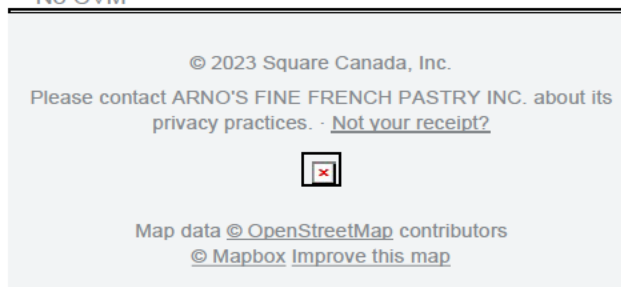 © 2023 Square Canada, Inc.
Please contact ARNO'S FINE FRENCH PASTRY INC. about its
privacy practices. · Not your receipt?
Map data © OpenStreetMap contributors
© Mapbox Improve this map